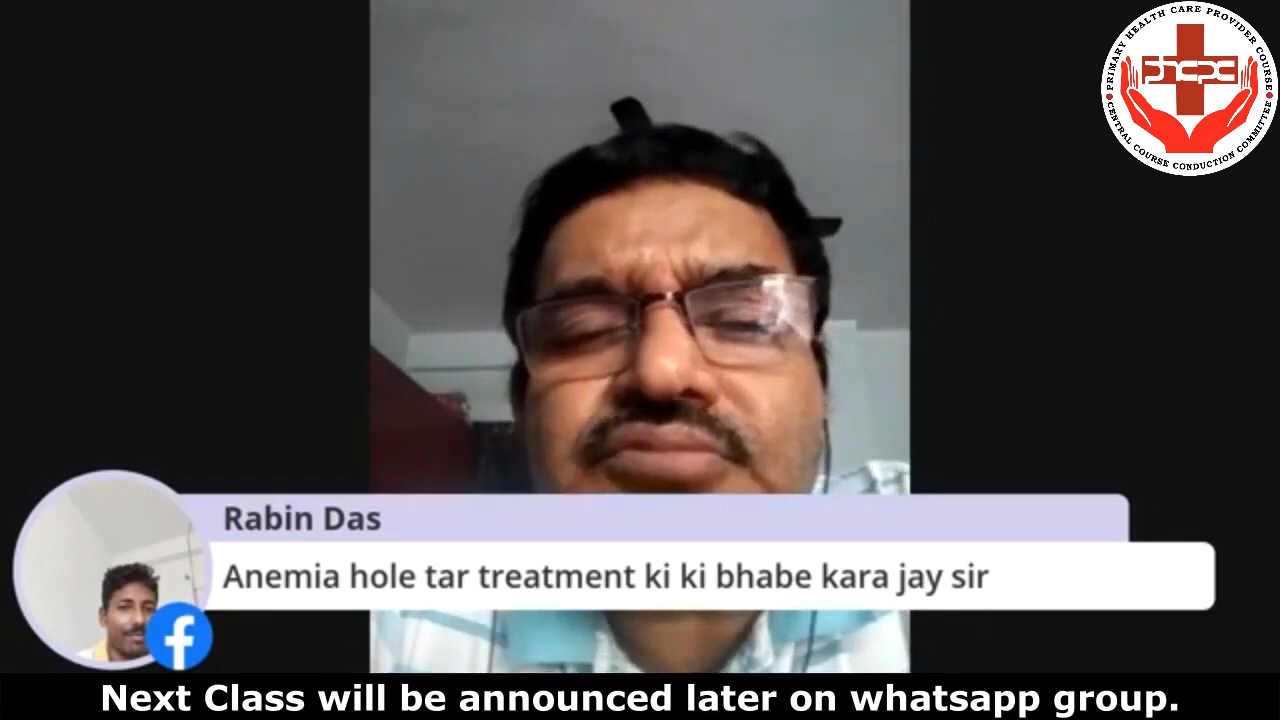 PRIMARY HEALTH CARE PROVIDER COURSE
phcpc
CENTRAL COURSE CONDUCTION COMMITTEE
Rabin Das
Anemia hole tar treatment ki ki bhabe kara jay sir
Next Class will be announced later on whatsapp group.